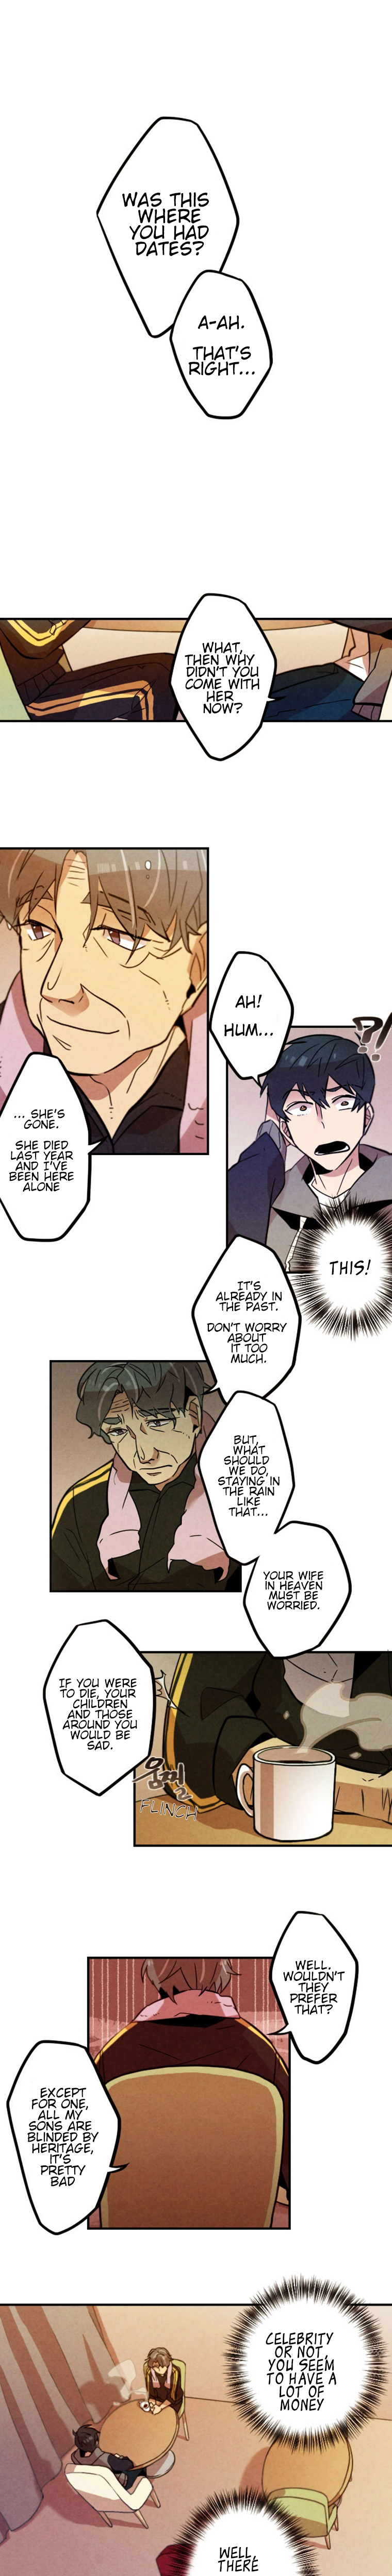 WAS THIS
WHERE
YOU HAD
DATES?
A-AH.
THAT'S
RIGHT...
WHAT,
THEN WHY
DIDN'T YOU
COME WITH
HER
NOW?
AH!
HUM...
?!
... SHE'S
GONE.
SHE DIED
LAST YEAR
AND I'VE
BEEN HERE
ALONE
THIS!
IT'S
ALREADY IN
THE PAST.
DON'T WORRY
ABOUT
IT TOO
MUCH.
BUT,
WHAT
SHOULD
WE DO,
STAYING IN
THE RAIN
LIKE
THAT...
YOUR WIFE
IN HEAVEN
MUST BE
WORRIED.
IF YOU WERE
TO DIE, YOUR
CHILDREN
AND THOSE
AROUND YOU
WOULD BE
SAD.
움찔
FLINCH
WELL.
WOULDN'T
THEY
PREFER
THAT?
EXCEPT
FOR ONE,
ALL MY
SONS ARE
BLINDED BY
HERITAGE,
IT'S
PRETTY
BAD
CELEBRITY
OR NOT,
YOU SEEM
TO HAVE A
LOT OF
MONEY
WELL,
THERE